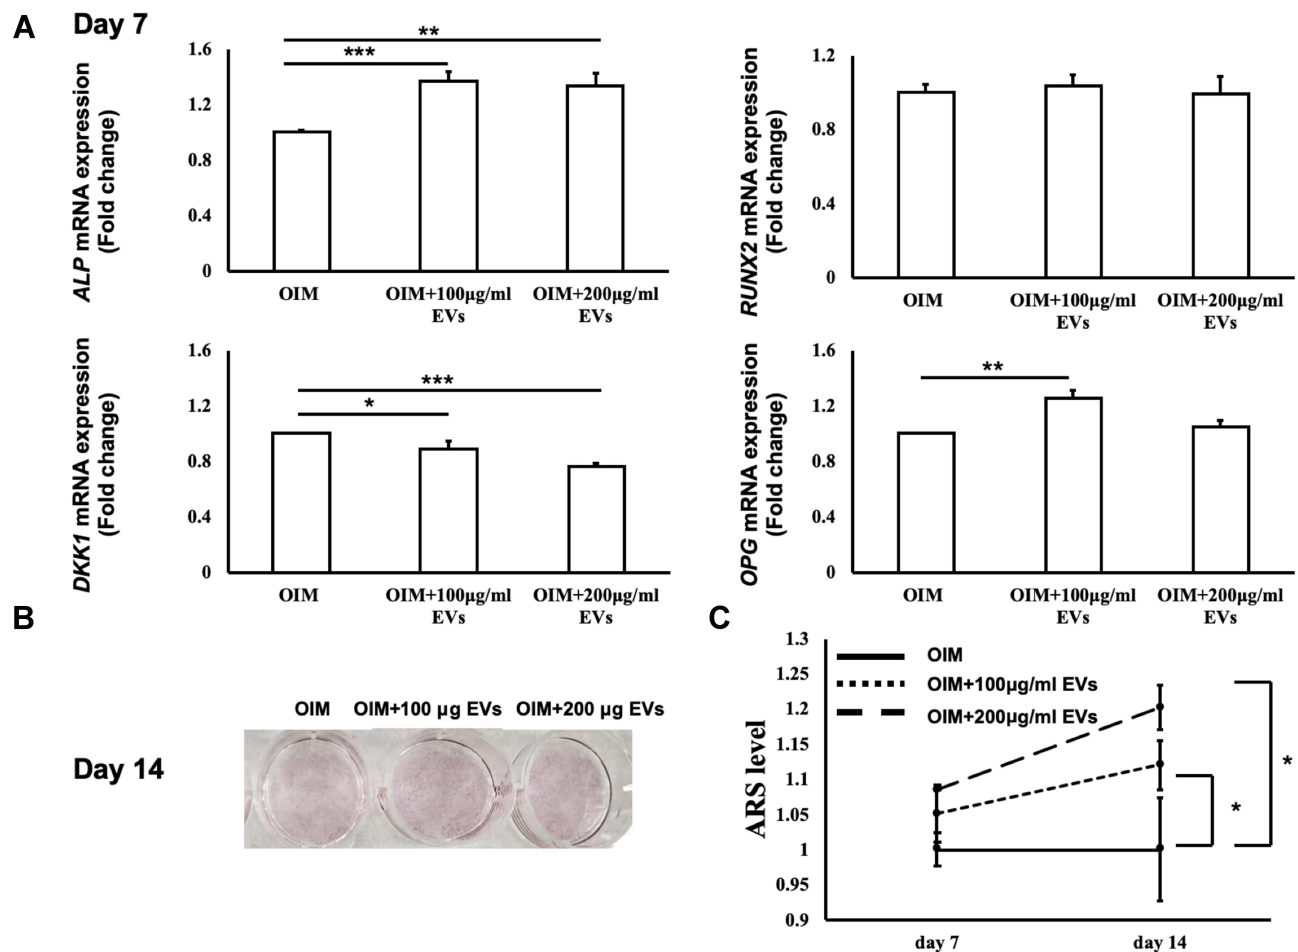 A
Day 7
ALP mRNA expression
(Fold change)
1.6
1.2
0.8
0.4
0
***
**
OIM
OIM+100μg/ml
EVs
OIM+200μg/ml
EVs
RUNX2 mRNA expression
(Fold change)
1.2
0.8
0.4
0
OIM
OIM+100μg/ml
EVs
OIM+200μg/ml
EVs
DKK1 mRNA expression
(Fold change)
1.6
1.2
0.8
0.4
0
***
*
OIM
OIM+100μg/ml
EVs
OIM+200μg/ml
EVs
OPG mRNA expression
(Fold change)
1.6
1.2
0.8
0.4
0
**
OIM
OIM+100μg/ml
EVs
OIM+200μg/ml
EVs
B
Day 14
OIM
OIM+100 μg EVs
OIM+200 μg EVs
C
ARS level
1.3
1.25
1.2
1.15
1.1
1.05
1
0.95
0.9
OIM
OIM+100μg/ml EVs
OIM+200μg/ml EVs
*
*
day 7
day 14